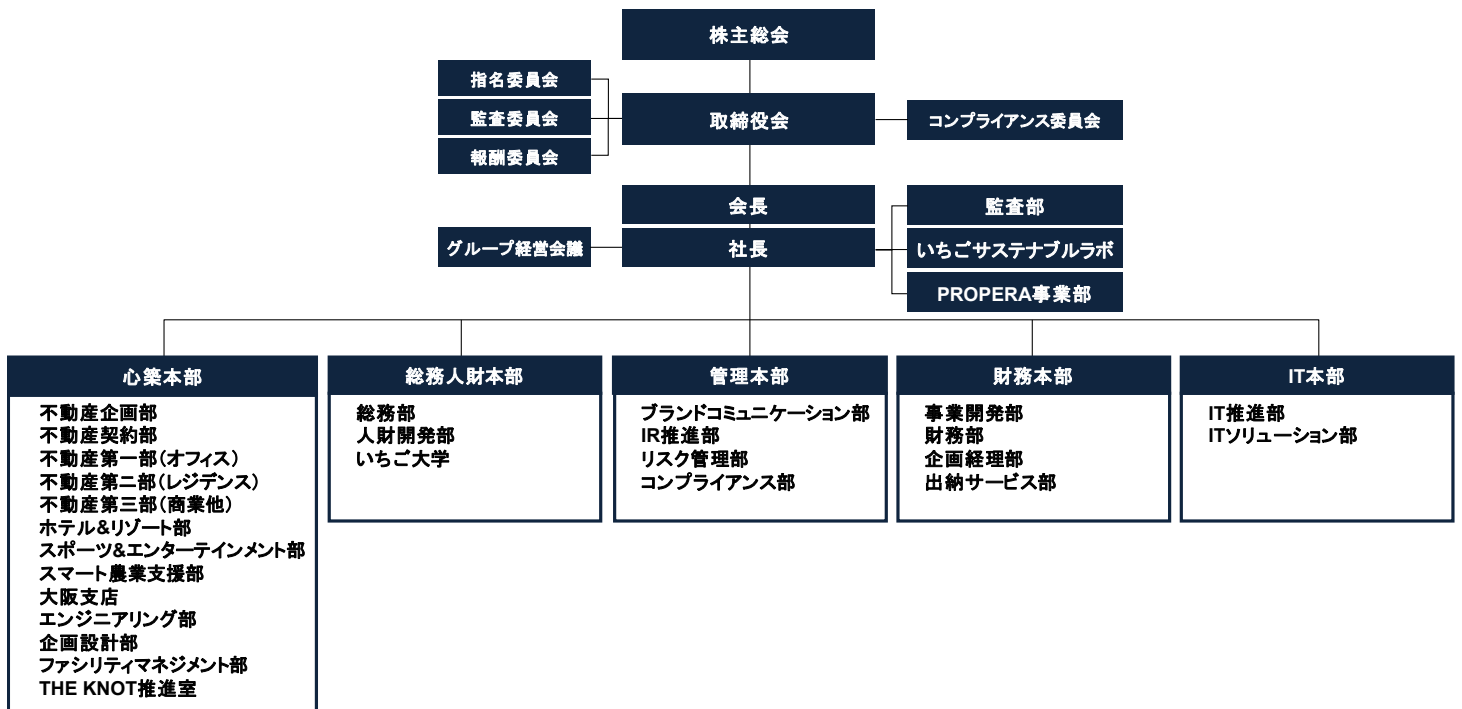 株主総会
指名委員会
監査委員会
報酬委員会
取締役会
コンプライアンス委員会
会長
社長
グループ経営会議
監査部
いちごサステナブルラボ
PROPERA事業部
心築本部
不動産企画部
不動産契約部
不動産第一部(オフィス)
不動産第二部(レジデンス)
不動産第三部(商業他)
ホテル&リゾート部
スポーツ&エンターテインメント部
スマート農業支援部
大阪支店
エンジニアリング部
企画設計部
ファシリティマネジメント部
THE KNOT推進室
総務人財本部
総務部
人財開発部
いちご大学
管理本部
ブランドコミュニケーション部
IR推進部
リスク管理部
コンプライアンス部
財務本部
事業開発部
財務部
企画経理部
出納サービス部
IT本部
IT推進部
ITソリューション部